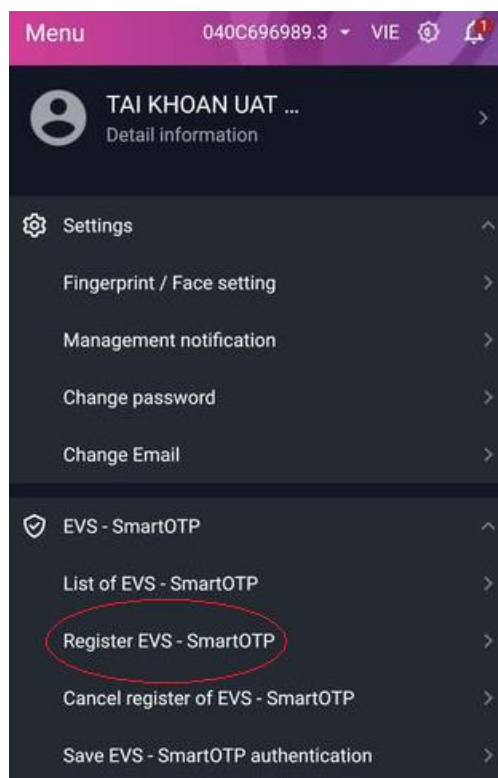 Menu 040C696989.3 VIE 1
TAI KHOAN UAT ...
Detail information
Settings
Fingerprint / Face setting
Management notification
Change password
Change Email
EVS - SmartOTP
List of EVS - SmartOTP
Register EVS - SmartOTP
Cancel register of EVS - SmartOTP
Save EVS - SmartOTP authentication